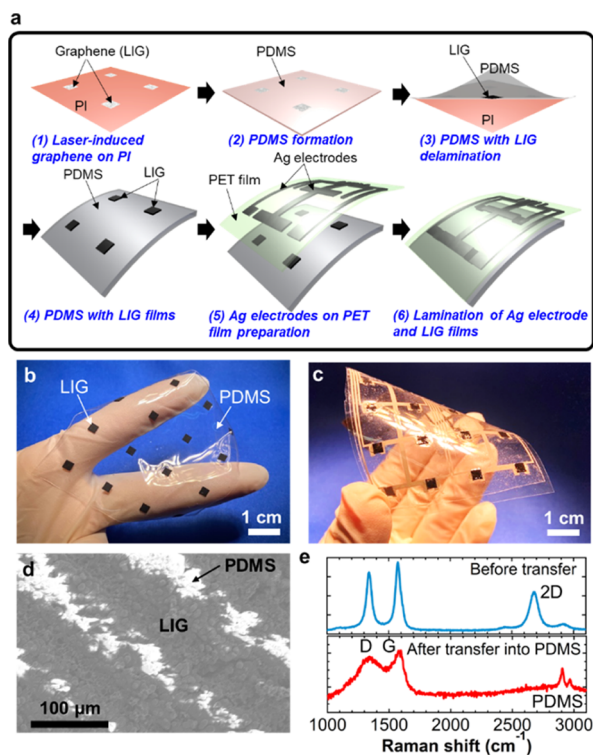 a
Graphene (LIG)
PI
(1) Laser-induced
graphene on PI
PDMS
(2) PDMS formation
LIG
PDMS
PI
(3) PDMS with LIG
delamination
PDMS
LIG
(4) PDMS with LIG films
Ag electrodes
PET film
(5) Ag electrodes on PET
film preparation
(6) Lamination of Ag electrode
and LIG films
b
LIG
PDMS
1 cm
c
1 cm
d
PDMS
LIG
100 µm
e
Before transfer
2D
D G After transfer into PDMS
PDMS
1000 1500 2000 2500 3000
Raman shift (cm⁻¹)